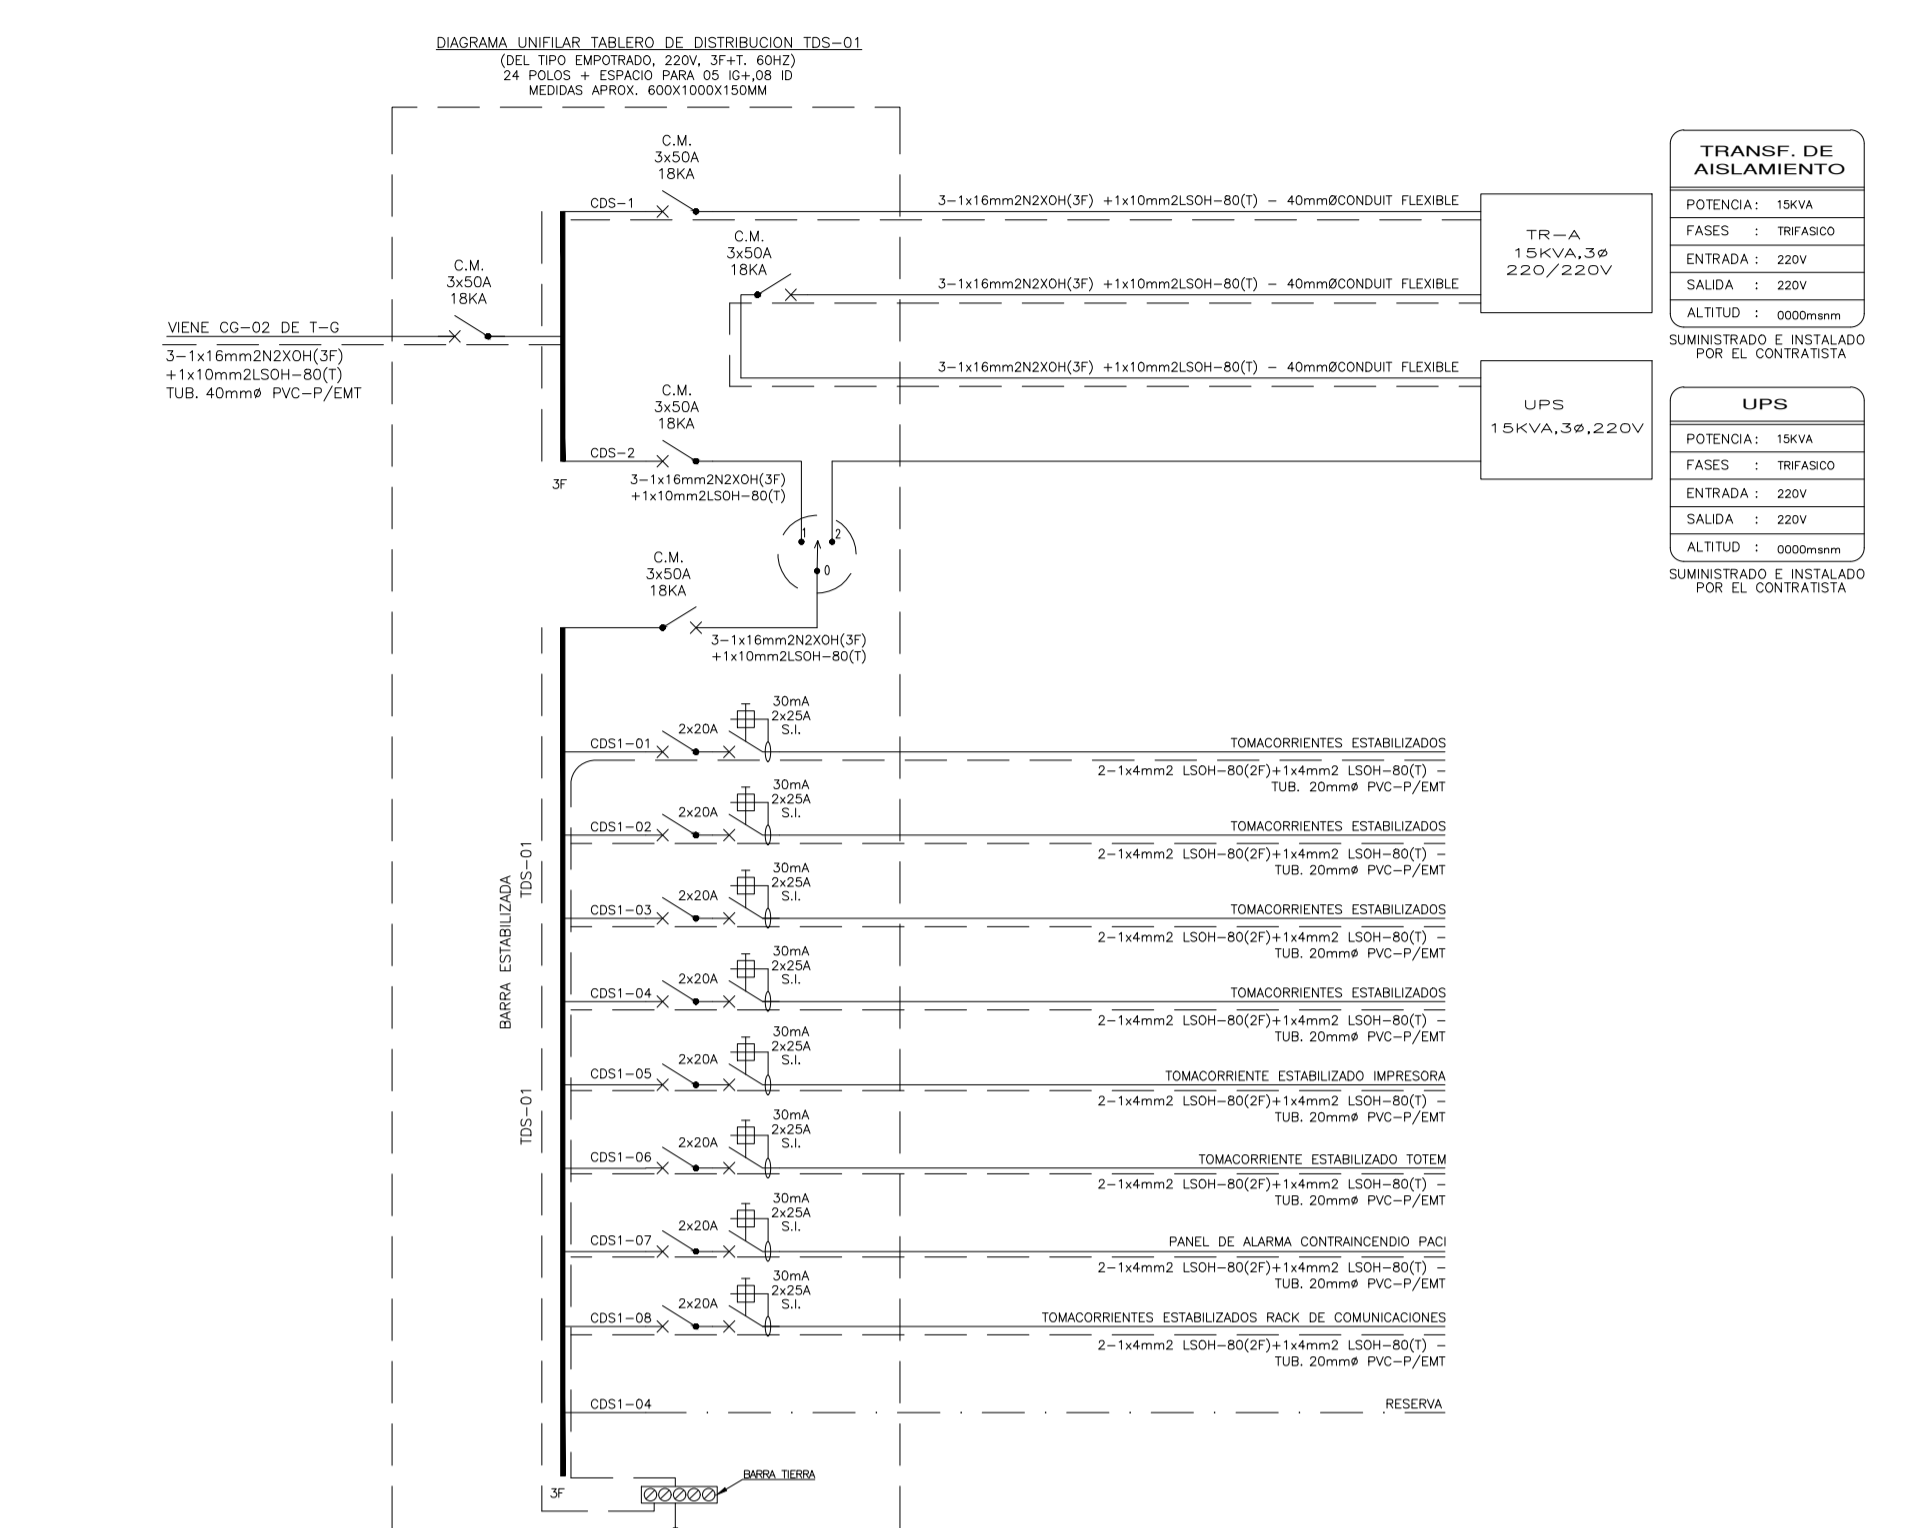 DIAGRAMA UNIFILAR TABLERO DE DISTRIBUCION TDS-01
(DEL TIPO EMPOTRADO, 220V, 3F+T. 60HZ)
24 POLOS + ESPACIO PARA 05 IG+,08 ID
MEDIDAS APROX. 600X1000X150MM
VIENE CG-02 DE T-G
3-1x16mm2N2XOH(3F)
+1x10mm2LSOH-80(T)
TUB. 40mmø PVC-P/EMT
C.M.
3x50A
18KA
CDS-1
C.M.
3x50A
18KA
3-1x16mm2N2XOH(3F) +1x10mm2LSOH-80(T) - 40mmØCONDUIT FLEXIBLE
C.M.
3x50A
18KA
3-1x16mm2N2XOH(3F) +1x10mm2LSOH-80(T) - 40mmØCONDUIT FLEXIBLE
TR-A
15KVA,3ø
220/220V
3-1x16mm2N2XOH(3F) +1x10mm2LSOH-80(T) - 40mmØCONDUIT FLEXIBLE
UPS
15KVA,3ø,220V
CDS-2
C.M.
3x50A
18KA
3-1x16mm2N2XOH(3F)
+1x10mm2LSOH-80(T)
3F
1
2
0
C.M.
3x50A
18KA
3-1x16mm2N2XOH(3F)
+1x10mm2LSOH-80(T)
TRANSF. DE
AISLAMIENTO
POTENCIA: 15KVA
FASES : TRIFASICO
ENTRADA : 220V
SALIDA : 220V
ALTITUD : 0000msnm
SUMINISTRADO E INSTALADO
POR EL CONTRATISTA
UPS
POTENCIA: 15KVA
FASES : TRIFASICO
ENTRADA : 220V
SALIDA : 220V
ALTITUD : 0000msnm
SUMINISTRADO E INSTALADO
POR EL CONTRATISTA
BARRA ESTABILIZADA
TDS-01
TDS-01
CDS1-01
2x20A
30mA
2x25A
S.I.
TOMACORRIENTES ESTABILIZADOS
2-1x4mm2 LSOH-80(2F)+1x4mm2 LSOH-80(T) -
TUB. 20mmø PVC-P/EMT
CDS1-02
2x20A
30mA
2x25A
S.I.
TOMACORRIENTES ESTABILIZADOS
2-1x4mm2 LSOH-80(2F)+1x4mm2 LSOH-80(T) -
TUB. 20mmø PVC-P/EMT
CDS1-03
2x20A
30mA
2x25A
S.I.
TOMACORRIENTES ESTABILIZADOS
2-1x4mm2 LSOH-80(2F)+1x4mm2 LSOH-80(T) -
TUB. 20mmø PVC-P/EMT
CDS1-04
2x20A
30mA
2x25A
S.I.
TOMACORRIENTES ESTABILIZADOS
2-1x4mm2 LSOH-80(2F)+1x4mm2 LSOH-80(T) -
TUB. 20mmø PVC-P/EMT
CDS1-05
2x20A
30mA
2x25A
S.I.
TOMACORRIENTE ESTABILIZADO IMPRESORA
2-1x4mm2 LSOH-80(2F)+1x4mm2 LSOH-80(T) -
TUB. 20mmø PVC-P/EMT
CDS1-06
2x20A
30mA
2x25A
S.I.
TOMACORRIENTE ESTABILIZADO TOTEM
2-1x4mm2 LSOH-80(2F)+1x4mm2 LSOH-80(T) -
TUB. 20mmø PVC-P/EMT
CDS1-07
2x20A
30mA
2x25A
S.I.
PANEL DE ALARMA CONTRAINCENDIO PACI
2-1x4mm2 LSOH-80(2F)+1x4mm2 LSOH-80(T) -
TUB. 20mmø PVC-P/EMT
CDS1-08
2x20A
30mA
2x25A
S.I.
TOMACORRIENTES ESTABILIZADOS RACK DE COMUNICACIONES
2-1x4mm2 LSOH-80(2F)+1x4mm2 LSOH-80(T) -
TUB. 20mmø PVC-P/EMT
CDS1-04
RESERVA
3F
BARRA TIERRA